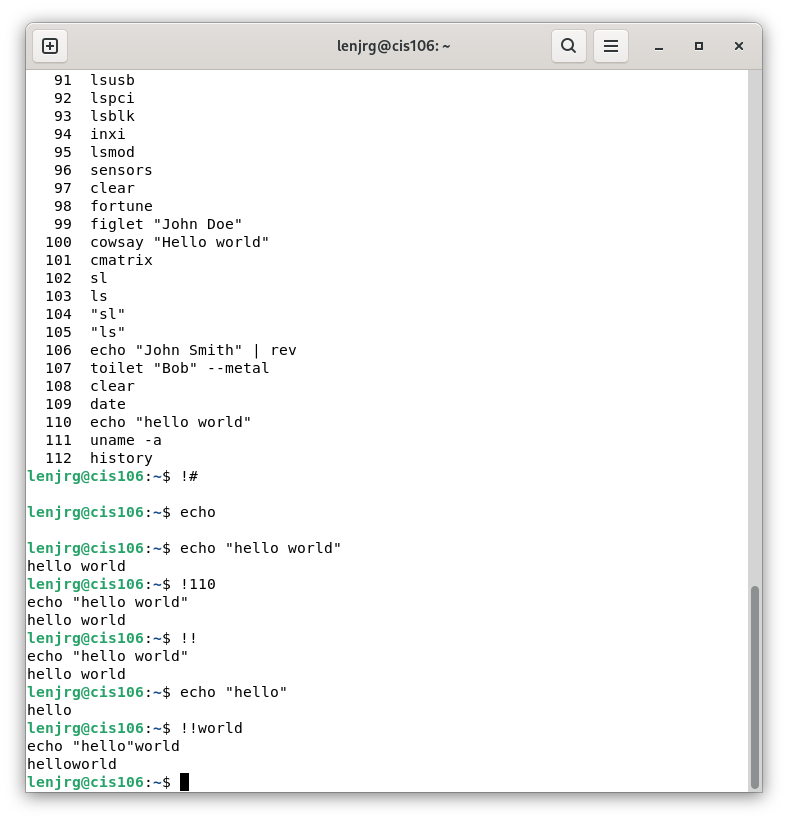 lenjrg@cis106: ~
91 lsusb
92 lspci
93 lsblk
94 inxi
95 lsmod
96 sensors
97 clear
98 fortune
99 figlet "John Doe"
100 cowsay "Hello world"
101 cmatrix
102 sl
103 ls
104 "sl"
105 "ls"
106 echo "John Smith" | rev
107 toilet "Bob" --metal
108 clear
109 date
110 echo "hello world"
111 uname -a
112 history
lenjrg@cis106:~$ !#
lenjrg@cis106:~$ echo
lenjrg@cis106:~$ echo "hello world"
hello world
lenjrg@cis106:~$ !110
echo "hello world"
hello world
lenjrg@cis106:~$ !!
echo "hello world"
hello world
lenjrg@cis106:~$ echo "hello"
hello
lenjrg@cis106:~$ !!world
echo "hello"world
helloworld
lenjrg@cis106:~$